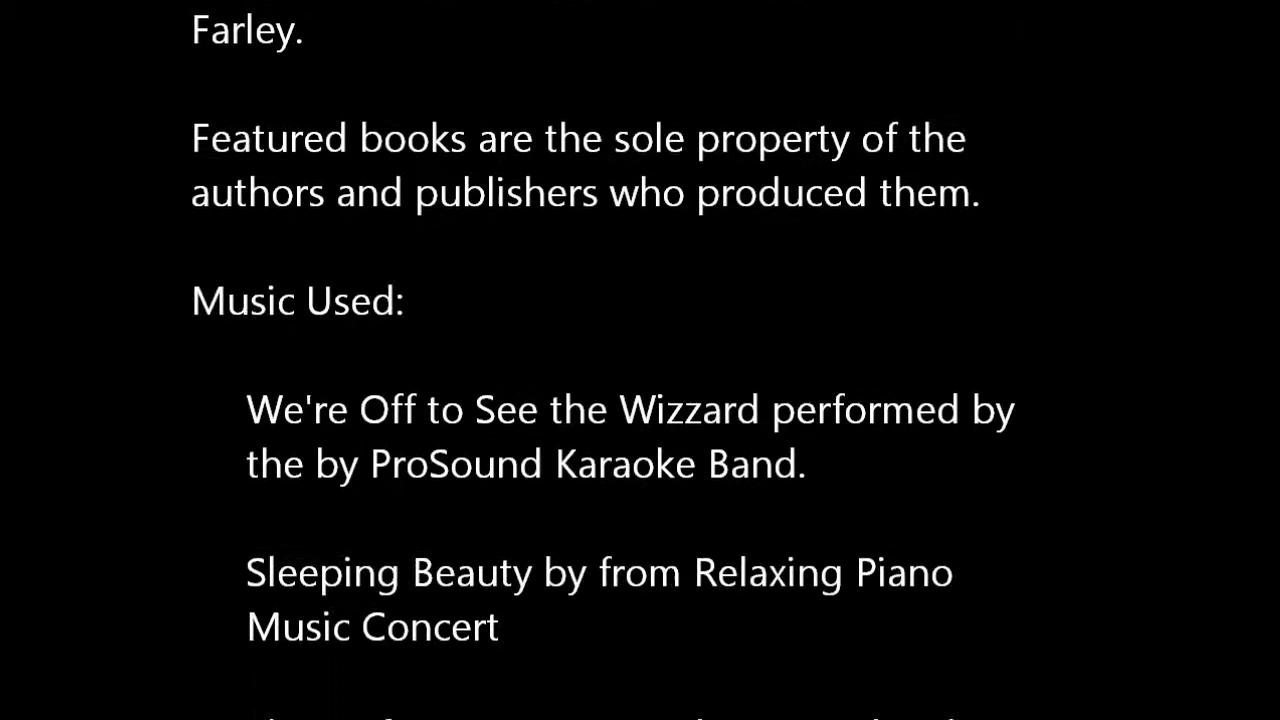 Farley.
Featured books are the sole property of the
authors and publishers who produced them.
Music Used:
We're Off to See the Wizzard performed by
the by ProSound Karaoke Band.
Sleeping Beauty by from Relaxing Piano
Music Concert